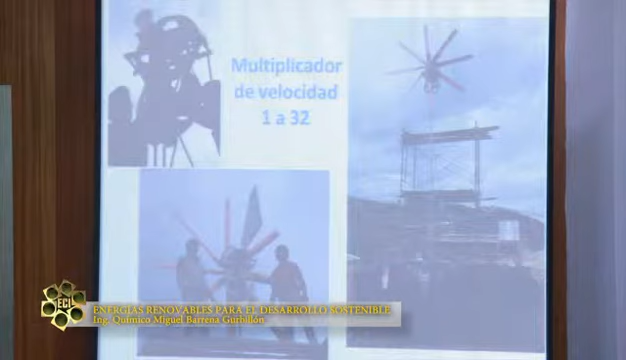 Multiplicador
de velocidad
1 a 32
ECI
ENERGÍAS RENOVABLES PARA EL DESARROLLO SOSTENIBLE
Ing. Químico Miguel Barrena Gurbillón